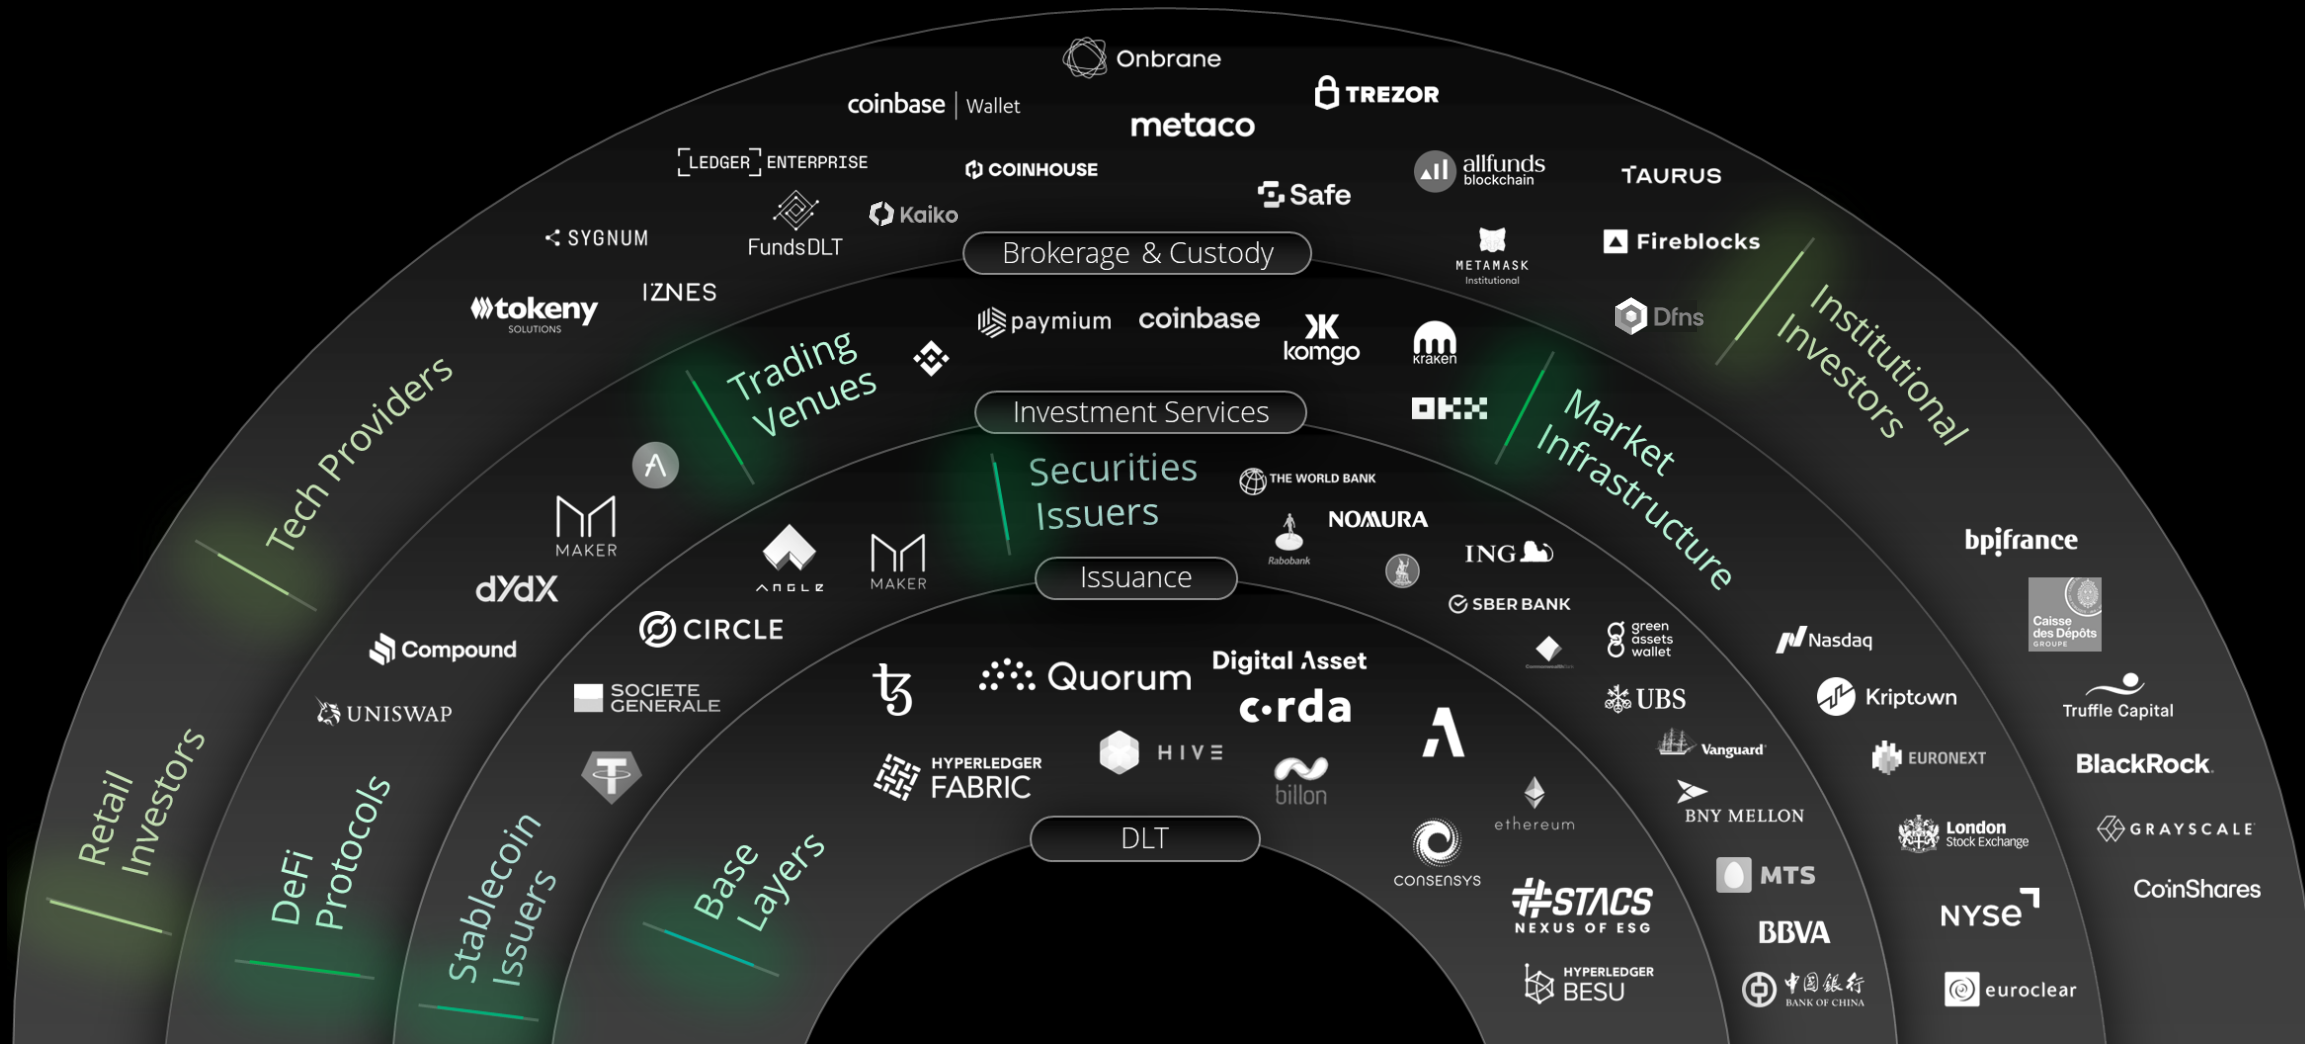 Onbrane
coinbase | Wallet
TREZOR
metaco
LEDGER ENTERPRISE
COINHOUSE
allfunds
blockchain
TAURUS
Safe
Kaiko
FundsDLT
SYGNUM
METAMASK
Institutional
Fireblocks
IZNES
tokeny
SOLUTIONS
Dfns
Brokerage & Custody
Tech Providers
Retail
Investors
Institutional
Investors
bpifrance
Caisse
des Dépôts
GROUPE
Truffle Capital
BlackRock.
GRAYSCALE
CoinShares
Trading
Venues
paymium
coinbase
komgo
KRAKEN
OKX
Investment Services
Market
Infrastructure
MAKER
dYdX
Compound
UNISWAP
DeFi
Protocols
Nasdaq
Kriptown
EURONEXT
London
Stock Exchange
NYSE
euroclear
Securities
Issuers
THE WORLD BANK
NOMURA
Rabobank
ING
SBER BANK
green
assets
wallet
UBS
Vanguard
BNY MELLON
MTS
BBVA
中国银行
BANK OF CHINA
Issuance
ANGLE
MAKER
CIRCLE
SOCIETE
GENERALE
Stablecoin
Issuers
Quorum
Digital Asset
c·rda
HYPERLEDGER
FABRIC
HIVE
billon
ethereum
CONSENSYS
#STACS
NEXUS OF ESG
HYPERLEDGER
BESU
Base
Layers
DLT